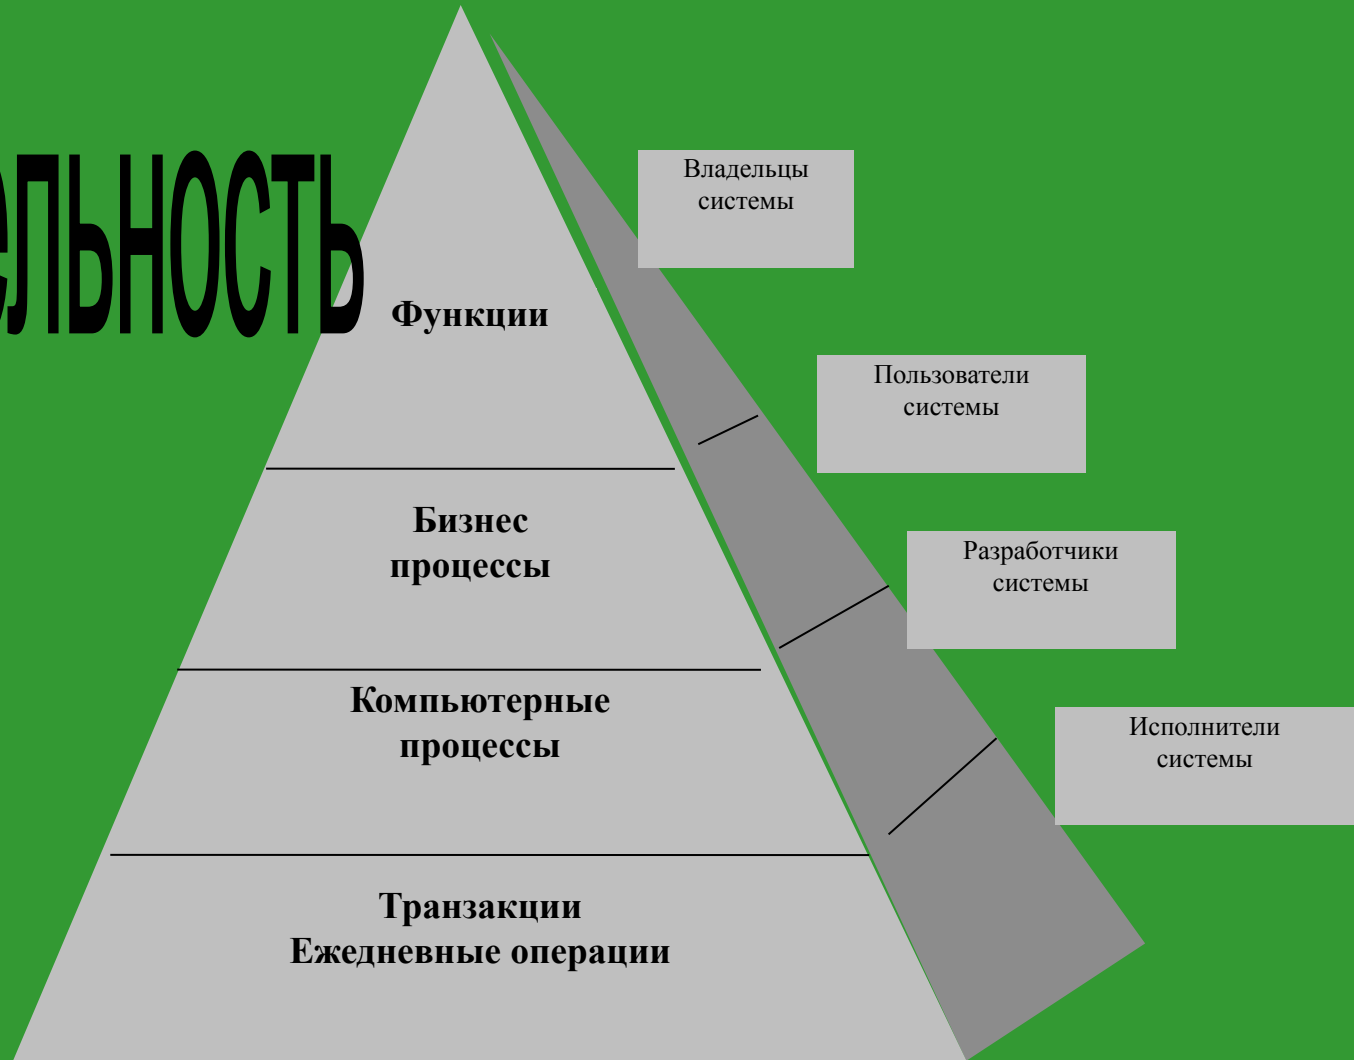 ельность
Владельцы
системы
Функции
Пользователи
системы
Бизнес
процессы
Разработчики
системы
Компьютерные
процессы
Исполнители
системы
Транзакции
Ежедневные операции